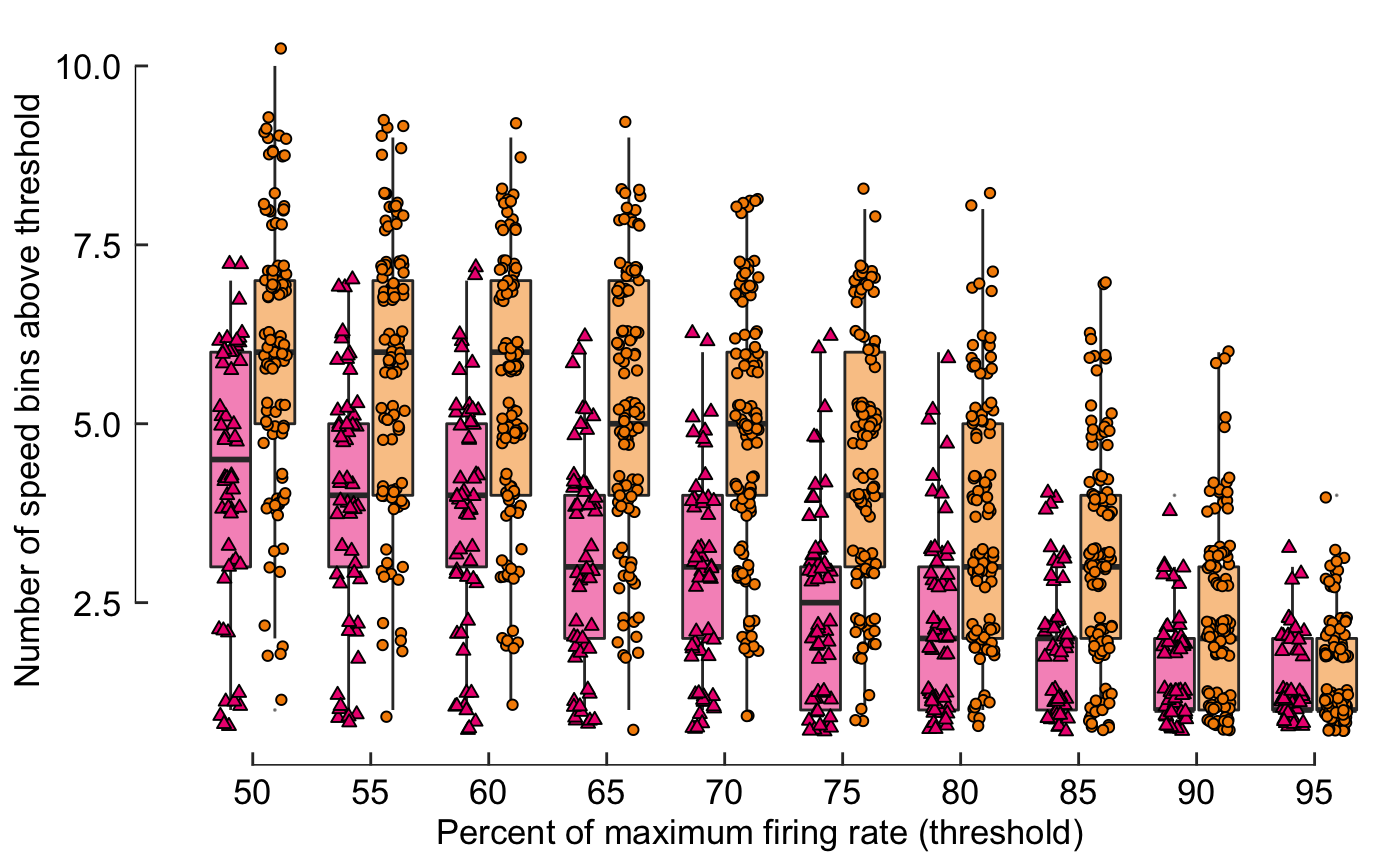 Number of speed bins above threshold
10.0
7.5
5.0
2.5
50 55 60 65 70 75 80 85 90 95
Percent of maximum firing rate (threshold)